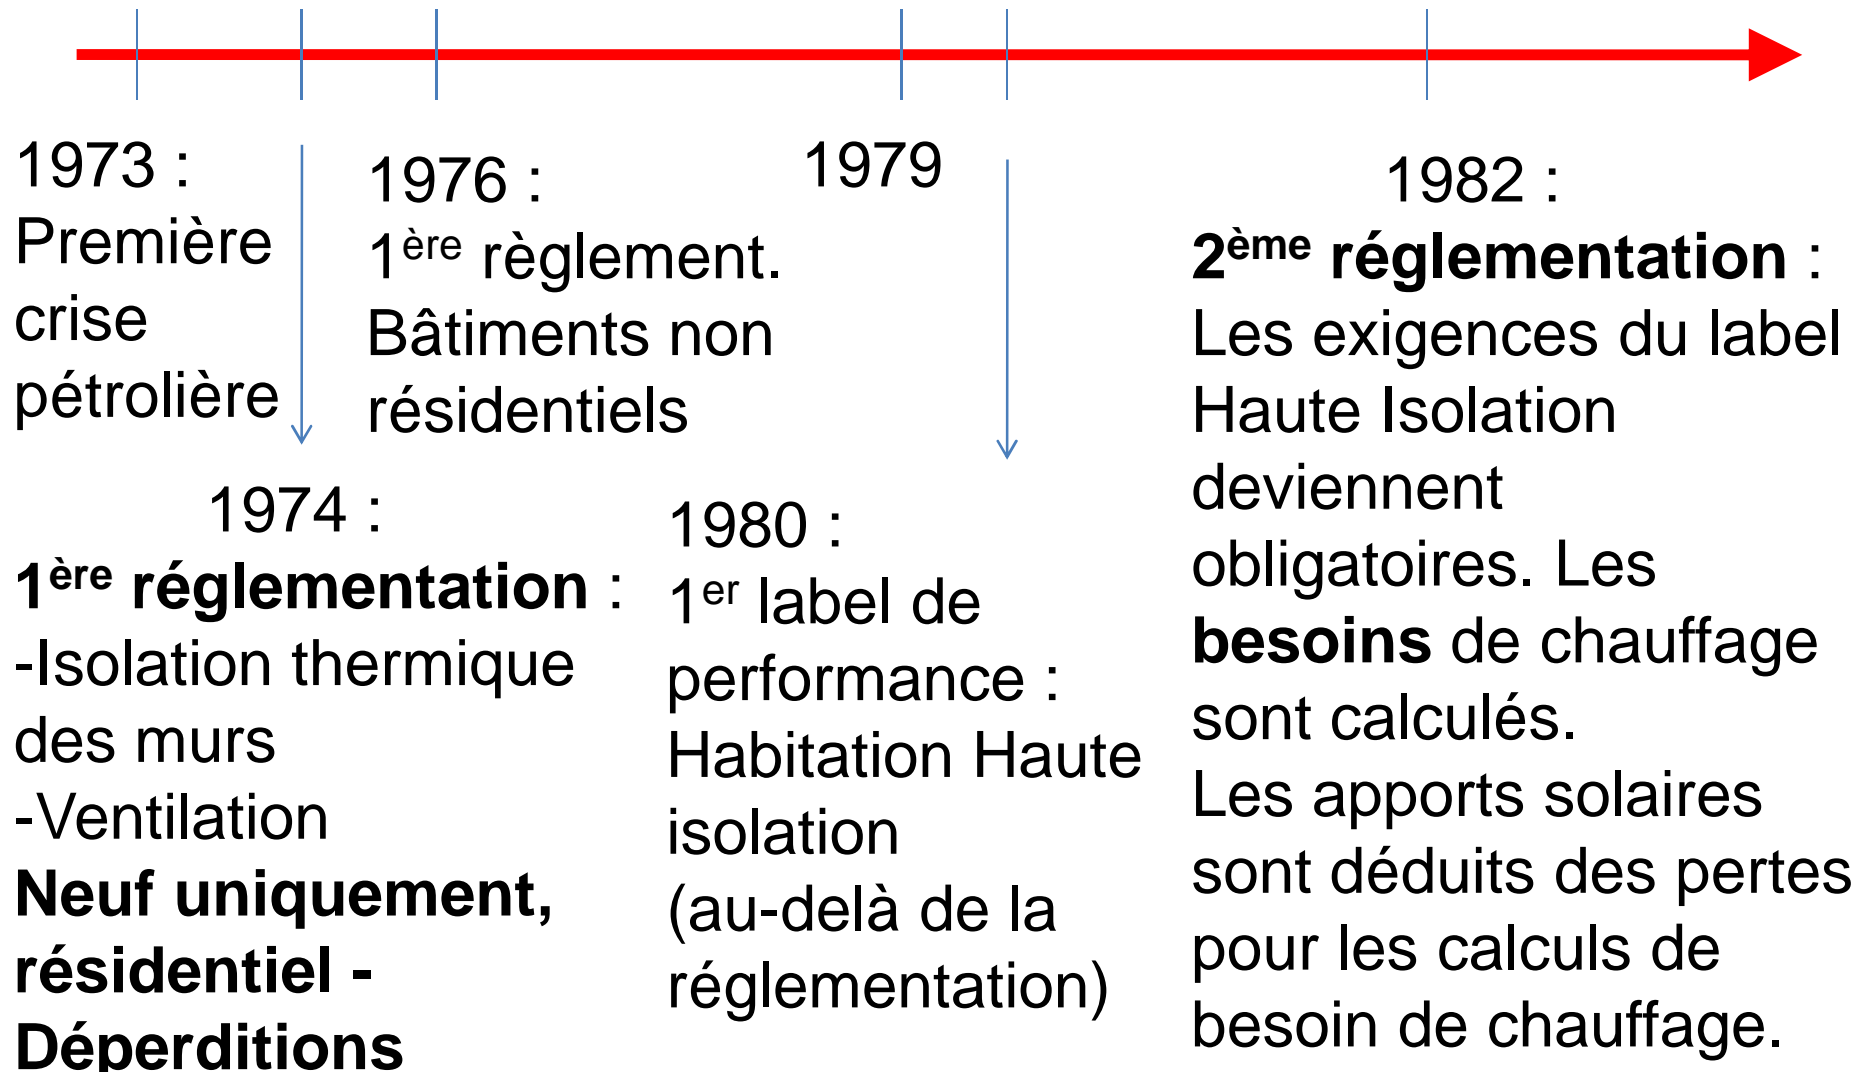 1973 :
Première
crise
pétrolière
1974 :
1ère réglementation :
-Isolation thermique
des murs
-Ventilation
Neuf uniquement,
résidentiel -
Déperditions
1976 :
1ère règlement.
Bâtiments non
résidentiels
1979
1980 :
1er label de
performance :
Habitation Haute
isolation
(au-delà de la
réglementation)
1982 :
2ème réglementation :
Les exigences du label
Haute Isolation
deviennent
obligatoires. Les
besoins de chauffage
sont calculés.
Les apports solaires
sont déduits des pertes
pour les calculs de
besoin de chauffage.